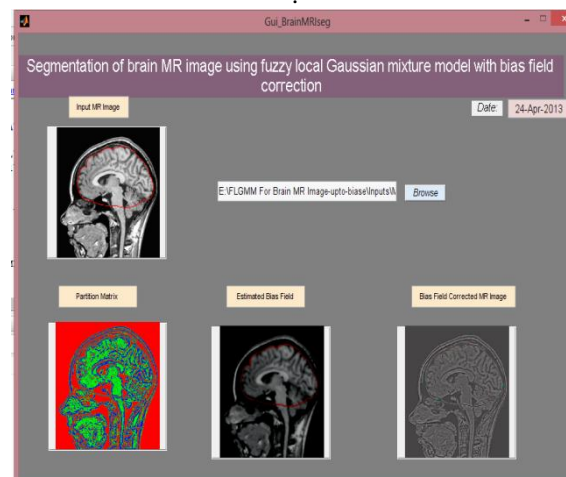 Gui_BrainMRIseg
Segmentation of brain MR image using fuzzy local Gaussian mixture model with bias field
correction
Input MR Image
Date: 24-Apr-2013
E:\FLGMM For Brain MR Image-upto-biase\Inputs\M
Browse
Partition Matrix
Estimated Bias Field
Bias Field Corrected MR Image